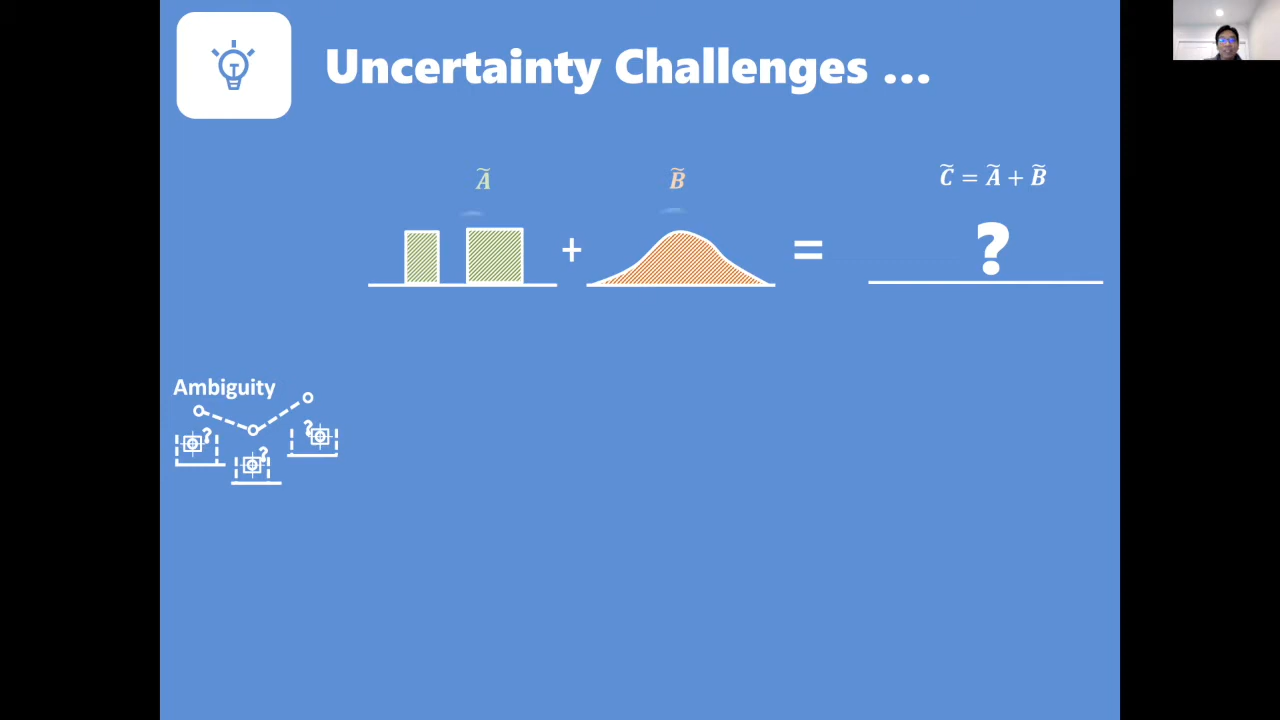 Uncertainty Challenges ...
Ã
B̃
C̃ = Ã + B̃
+
=
?
Ambiguity
?
?
?